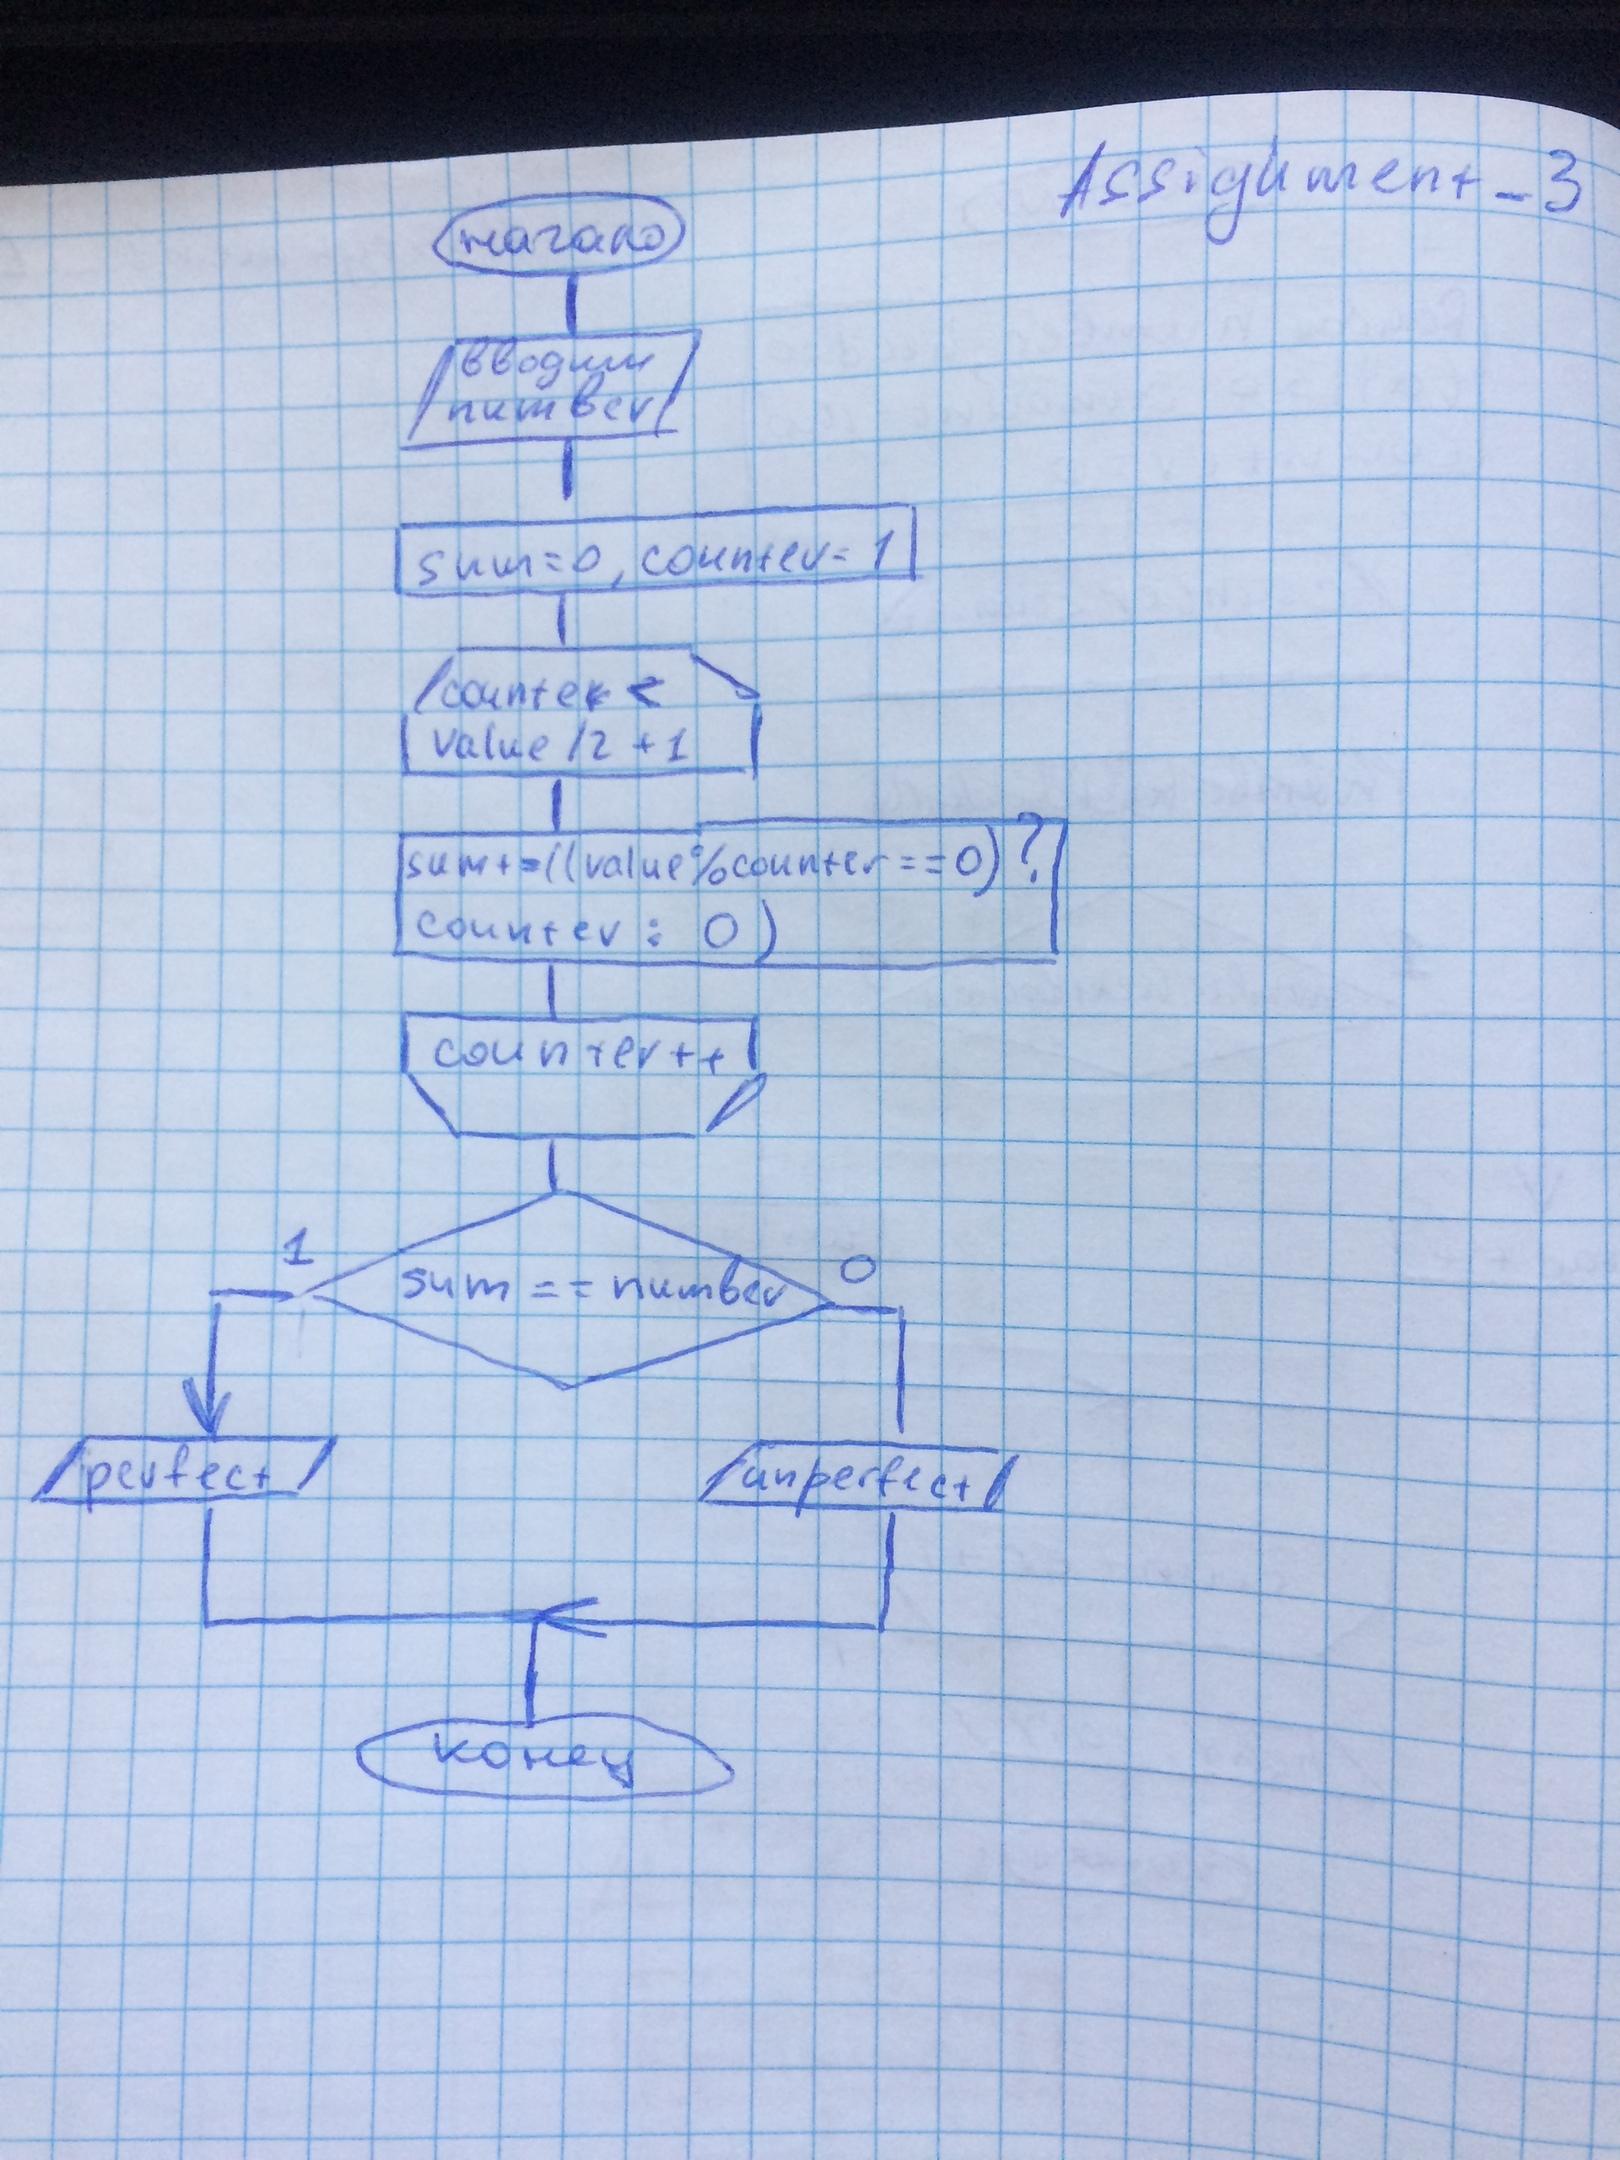 Assignment_3
начало
вводим
number
sum=0, counter=1
counter <
value/2+1
sum+=((value%counter==0)?
counter : 0)
counter++
1
sum == number
0
perfect
unperfect
конец